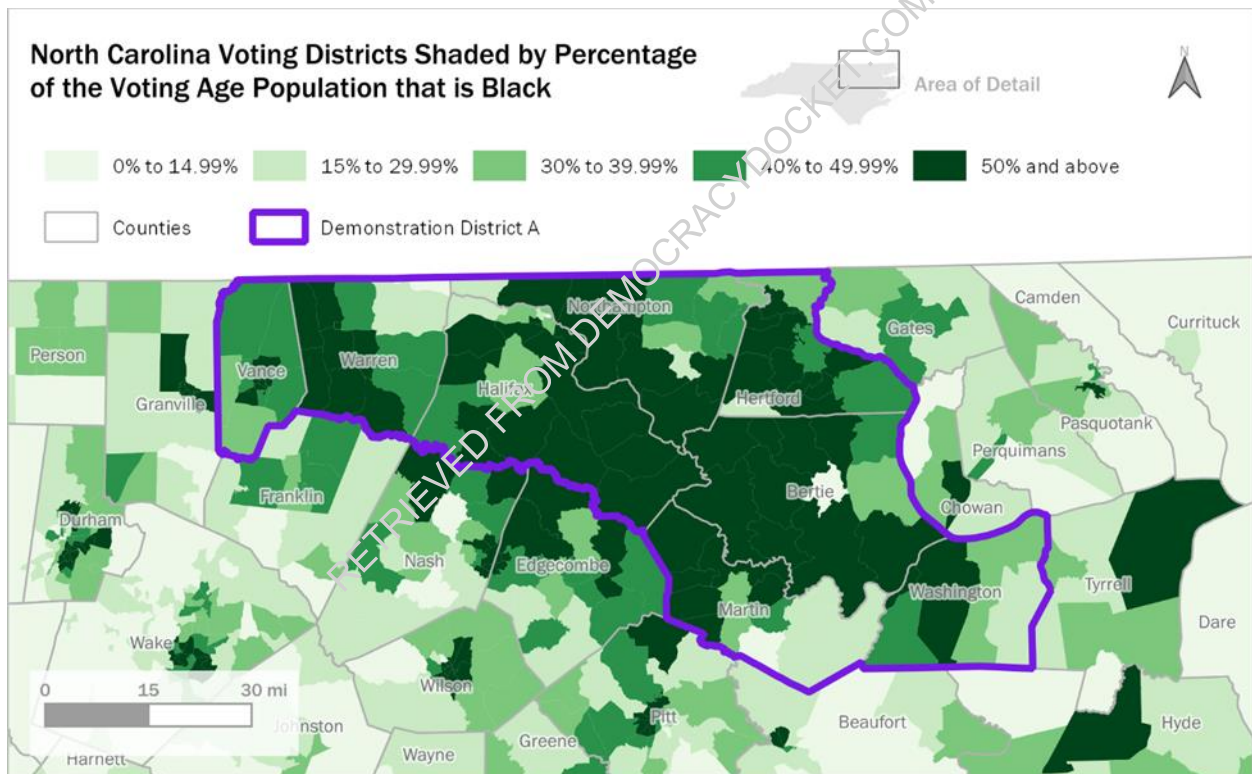 North Carolina Voting Districts Shaded by Percentage
of the Voting Age Population that is Black
Area of Detail
N
0% to 14.99%
15% to 29.99%
30% to 39.99%
40% to 49.99%
50% and above
Counties
Demonstration District A
RETRIEVED FROM DEMOCRACYDOCKET.COM
Camden
Currituck
Northampton
Gates
Person
Warren
Vance
Halifax
Hertford
Granville
Pasquotank
Perquimans
Franklin
Bertie
Chowan
Durham
Nash
Edgecombe
Washington
Tyrrell
Martin
Dare
Wake
Wilson
0 15 30 mi
Pitt
Beaufort
Hyde
Johnston
Greene
Wayne
Harnett